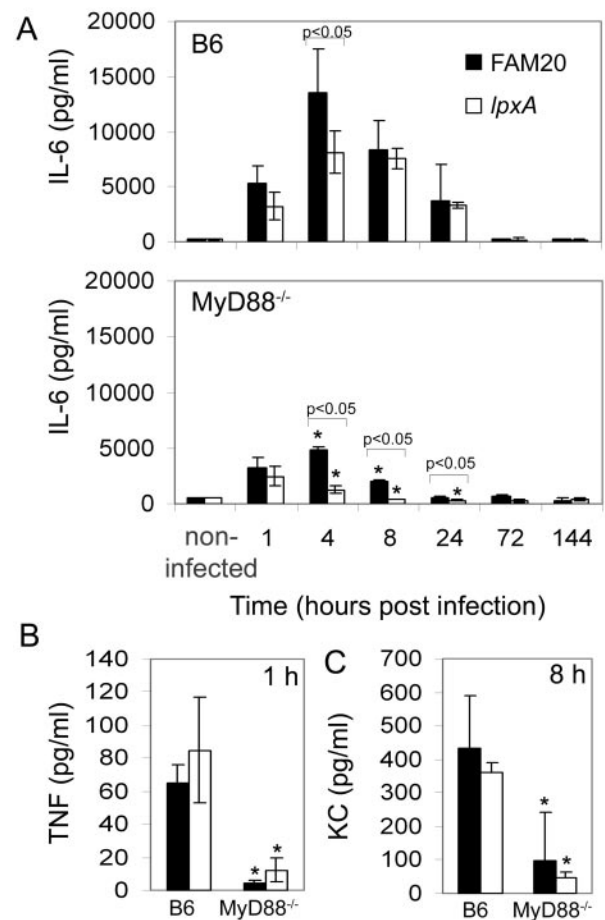 A
B6
p<0.05
FAM20
lpxA
IL-6 (pg/ml)
20000
15000
10000
5000
0
MyD88-/-
IL-6 (pg/ml)
20000
15000
10000
5000
0
p<0.05
p<0.05
p<0.05
* * * * *
non-infected 1 4 8 24 72 144
Time (hours post infection)
B
1 h
TNF (pg/ml)
140
120
100
80
60
40
20
0
* *
B6 MyD88-/-
C
8 h
KC (pg/ml)
700
600
500
400
300
200
100
0
* *
B6 MyD88-/-